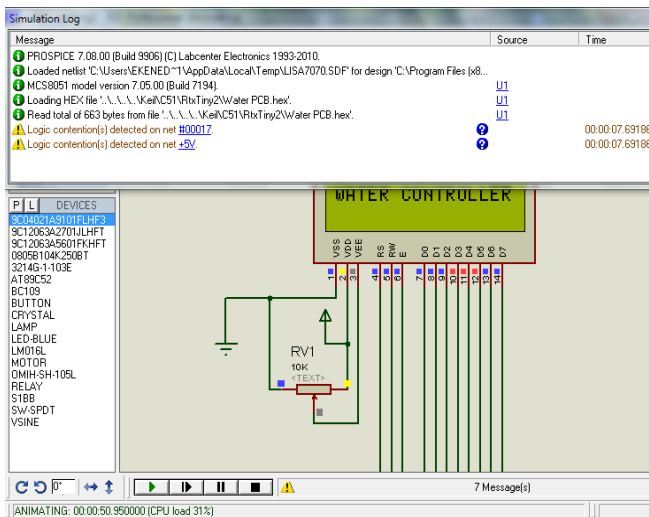 Simulation Log
Message Source Time
PROSPICE 7.08.00 (Build 9906) (C) Labcenter Electronics 1993-2010.
Loaded netlist 'C:\Users\EKENED~1\AppData\Local\Temp\LISA7070.SDF' for design 'C:\Program Files (x8...
MCS8051 model version 7.05.00 (Build 7194). U1
Loading HEX file '..\..\..\..\Keil\C51\RtxTiny2\Water PCB.hex'. U1
Read total of 663 bytes from file '..\..\..\..\Keil\C51\RtxTiny2\Water PCB.hex'. U1
Logic contention(s) detected on net #00017. 00:00:07.69186
Logic contention(s) detected on net +5V. 00:00:07.69186
P L DEVICES
9C04021A9101FLHF3
9C12063A2701JLHFT
9C12063A5601FKHFT
0805B104K250BT
3214G-1-103E
AT89C52
BC109
BUTTON
CRYSTAL
LAMP
LED-BLUE
LM016L
MOTOR
OMIH-SH-105L
RELAY
S1BB
SW-SPDT
VSINE
WATER CONTROLLER
VSS VDD VEE RS RW E D0 D1 D2 D3 D4 D5 D6 D7
1 2 3 4 5 6 7 8 9 10 11 12 13 14
RV1
10K
<TEXT>
0°
7 Message(s)
ANIMATING: 00:00:50.950000 (CPU load 31%)